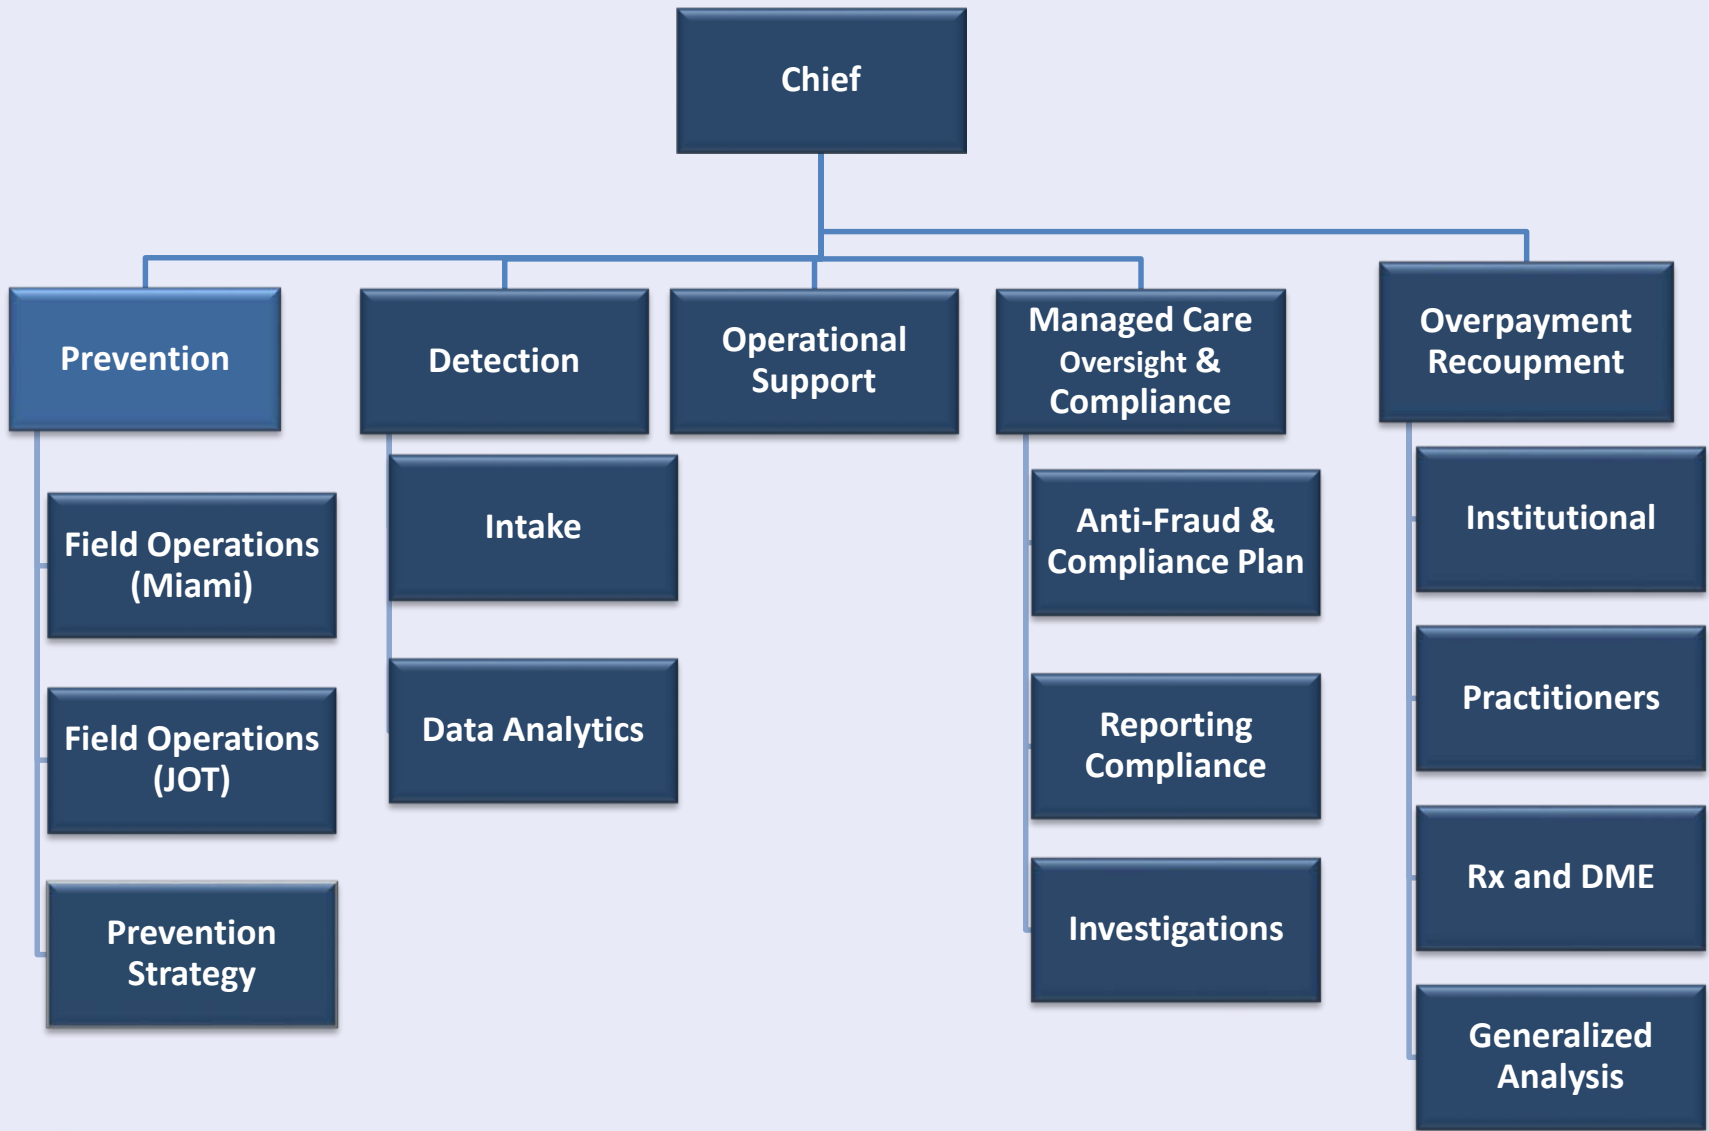 Chief
Prevention
Detection
Operational
Support
Managed Care
Oversight &
Compliance
Overpayment
Recoupment
Field Operations
(Miami)
Field Operations
(JOT)
Prevention
Strategy
Intake
Data Analytics
Anti-Fraud &
Compliance Plan
Reporting
Compliance
Investigations
Institutional
Practitioners
Rx and DME
Generalized
Analysis